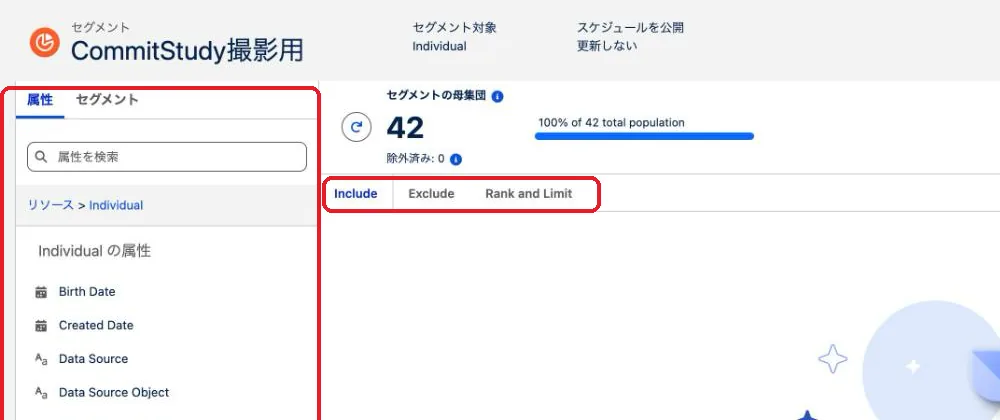 セグメント
CommitStudy撮影用
セグメント対象
Individual
スケジュールを公開
更新しない
属性 セグメント
属性を検索
リソース > Individual
Individual の属性
Birth Date
Created Date
Data Source
Data Source Object
セグメントの母集団
42
除外済み: 0
100% of 42 total population
Include Exclude Rank and Limit